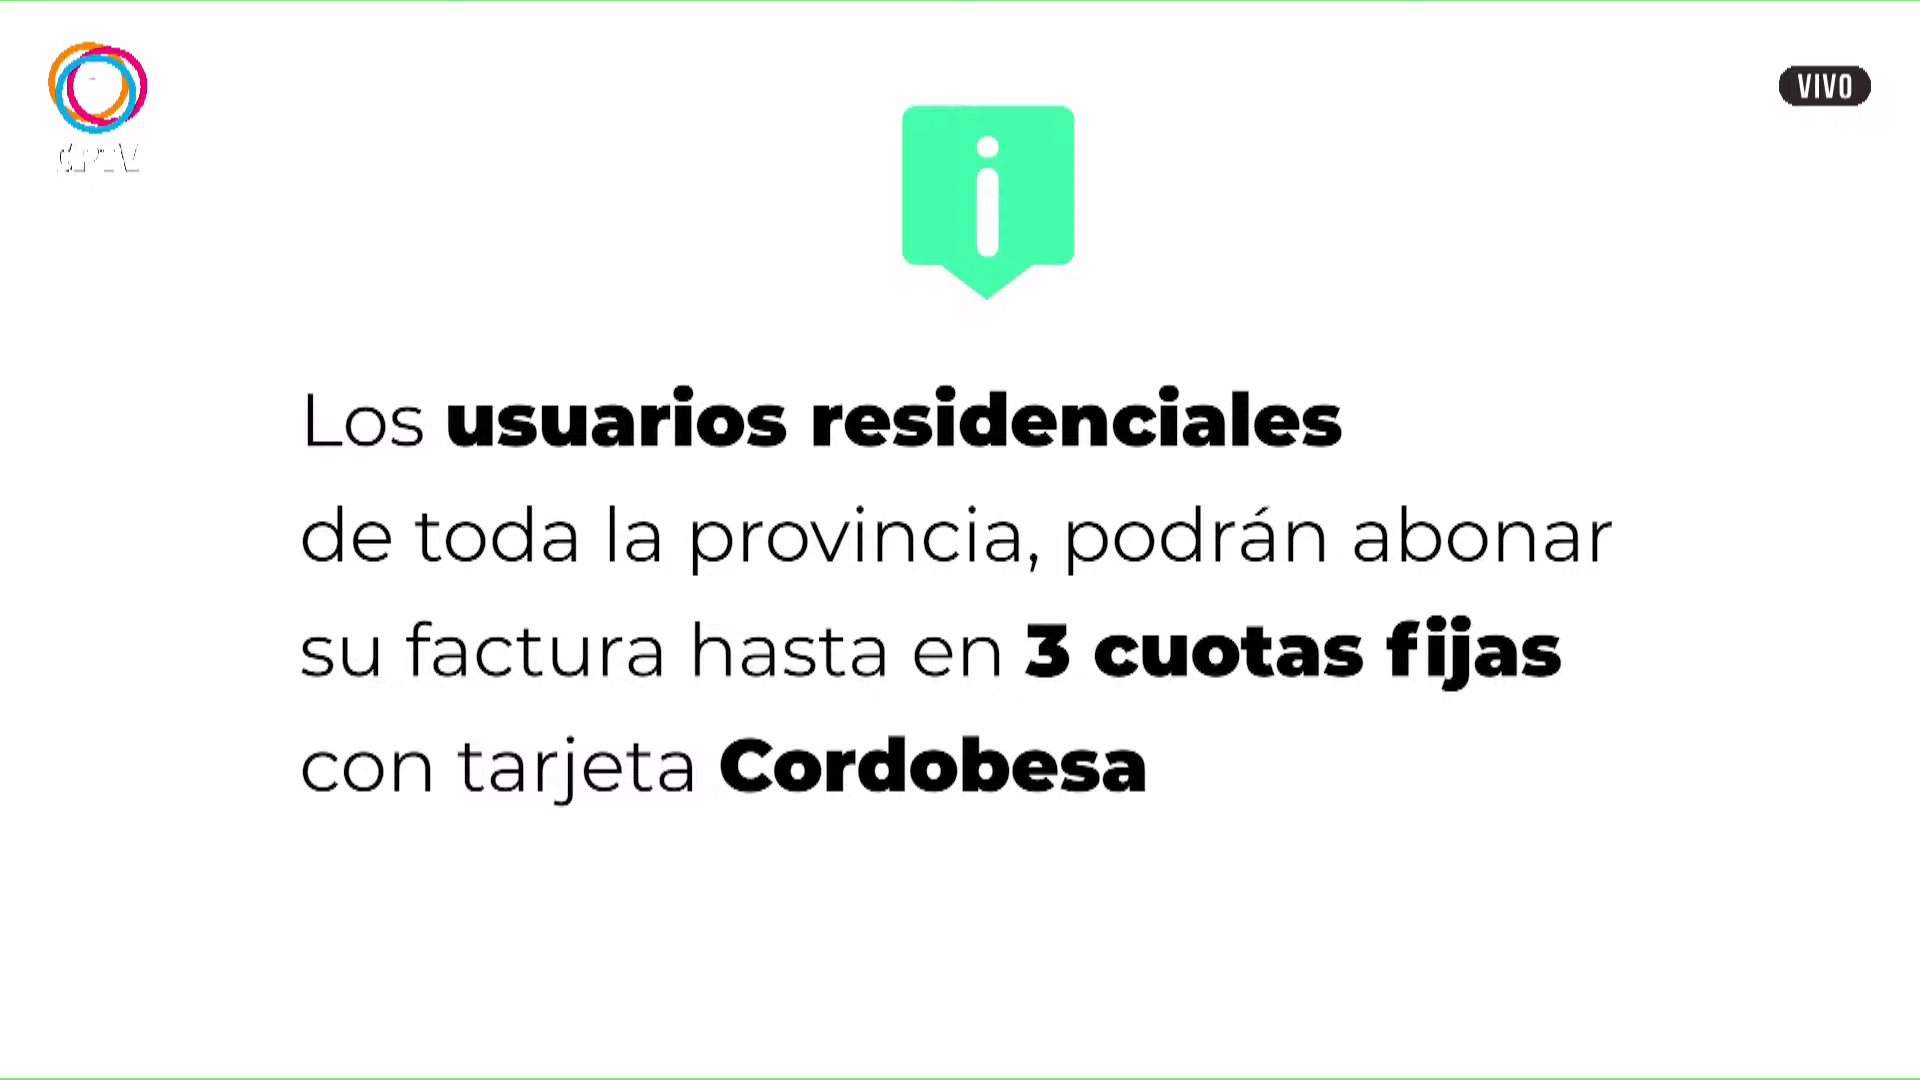 VIVO
i
Los usuarios residenciales
de toda la provincia, podrán abonar
su factura hasta en 3 cuotas fijas
con tarjeta Cordobesa